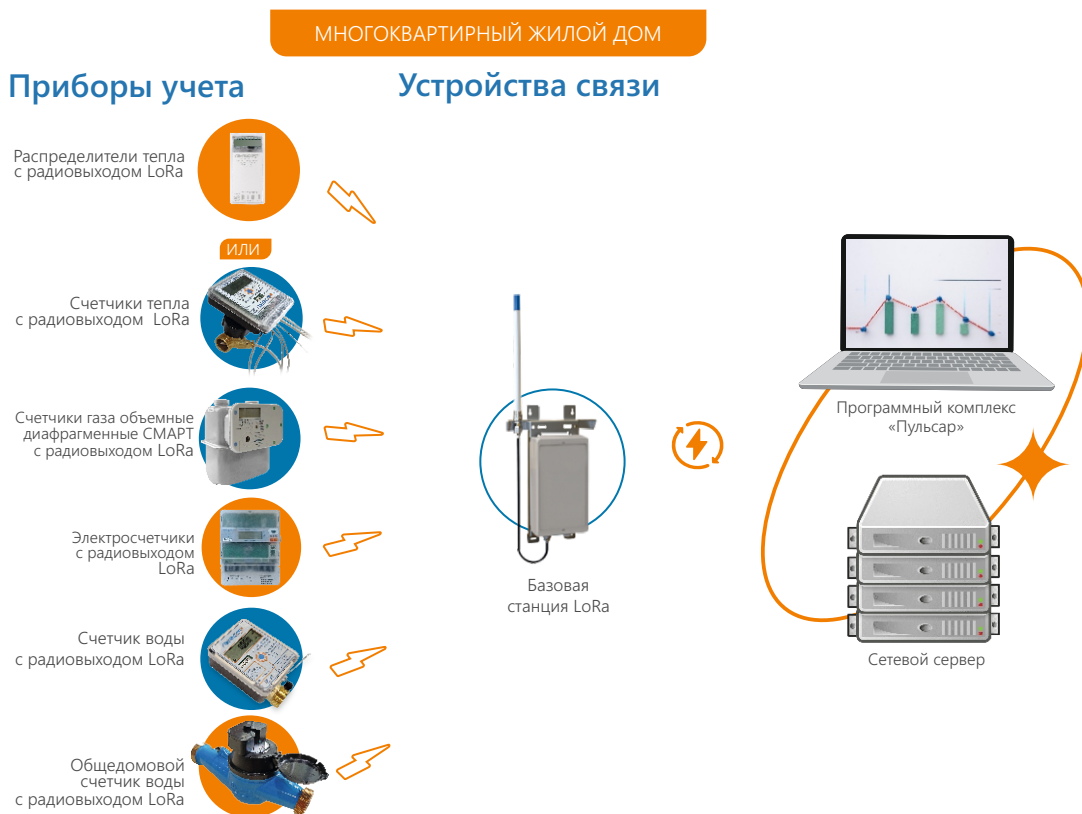 МНОГОКВАРТИРНЫЙ ЖИЛОЙ ДОМ
Приборы учета
Устройства связи
Распределители тепла
с радиовыходом LoRa
ИЛИ
Счетчики тепла
с радиовыходом LoRa
Счетчики газа объемные
диафрагменные СМАРТ
с радиовыходом LoRa
Электросчетчики
с радиовыходом
LoRa
Счетчик воды
с радиовыходом LoRa
Общедомовой
счетчик воды
с радиовыходом LoRa
Базовая
станция LoRa
Программный комплекс
«Пульсар»
Сетевой сервер